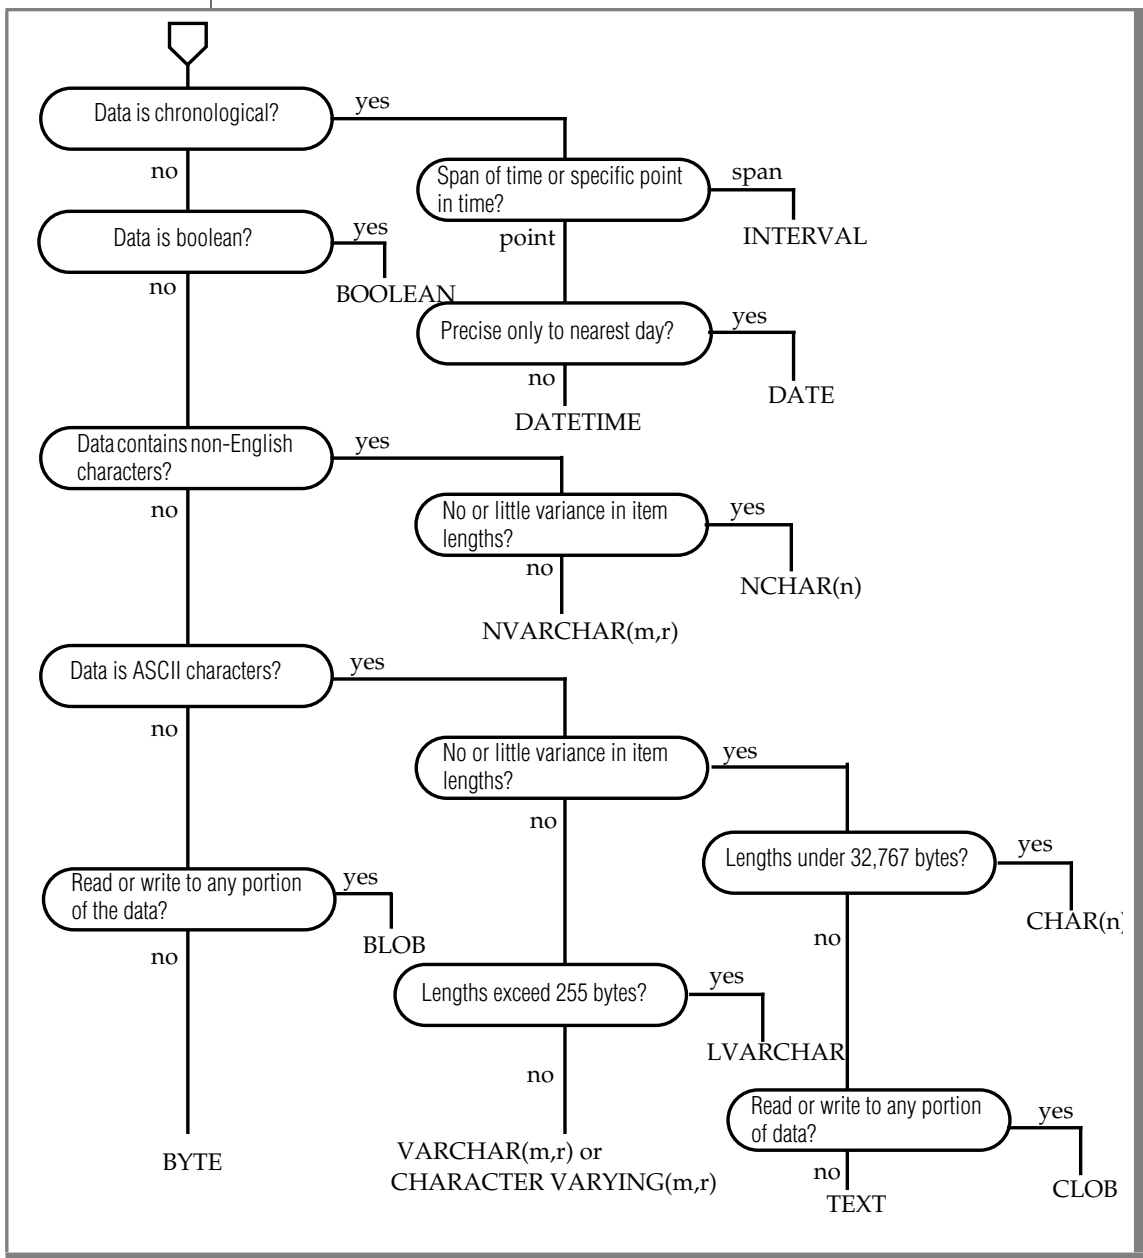 Data is chronological?
yes
no
Span of time or specific point
in time?
span
INTERVAL
point
Data is boolean?
yes
BOOLEAN
no
Precise only to nearest day?
yes
DATE
no
DATETIME
Data contains non-English
characters?
yes
no
No or little variance in item
lengths?
yes
NCHAR(n)
no
NVARCHAR(m,r)
Data is ASCII characters?
yes
no
No or little variance in item
lengths?
yes
no
Lengths under 32,767 bytes?
yes
CHAR(n)
no
Read or write to any portion
of the data?
yes
BLOB
no
Lengths exceed 255 bytes?
yes
LVARCHAR
no
Read or write to any portion
of data?
yes
CLOB
no
TEXT
BYTE
VARCHAR(m,r) or
CHARACTER VARYING(m,r)